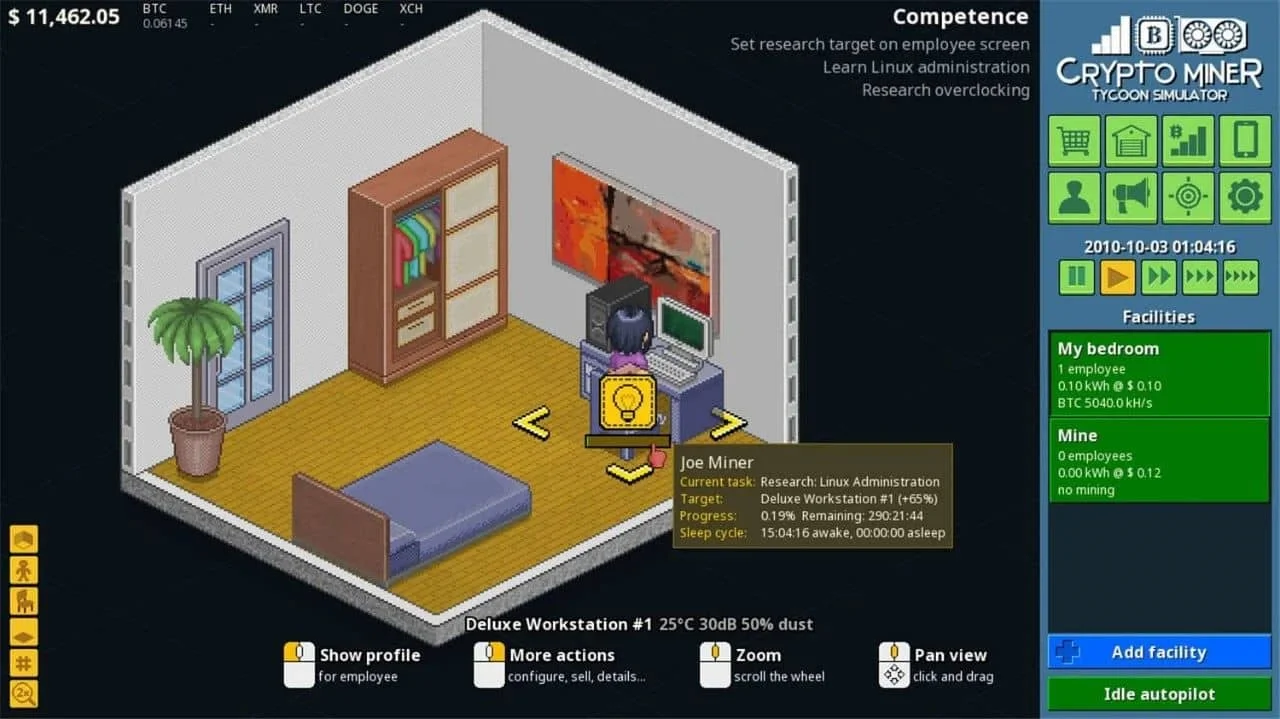 $ 11,462.05
BTC ETH XMR LTC DOGE XCH
0.06145 - - - - -
Competence
Set research target on employee screen
Learn Linux administration
Research overclocking
CRYPTO MINER
TYCOON SIMULATOR
2010-10-03 01:04:16
Facilities
My bedroom
1 employee
0.10 kWh @ $ 0.10
BTC 5040.0 kH/s
Mine
0 employees
0.00 kWh @ $ 0.12
no mining
Joe Miner
Current task: Research: Linux Administration
Target: Deluxe Workstation #1 (+65%)
Progress: 0.19% Remaining: 290:21:44
Sleep cycle: 15:04:16 awake, 00:00:00 asleep
Deluxe Workstation #1 25°C 30dB 50% dust
Show profile
for employee
More actions
configure, sell, details...
Zoom
scroll the wheel
Pan view
click and drag
Add facility
Idle autopilot
2x